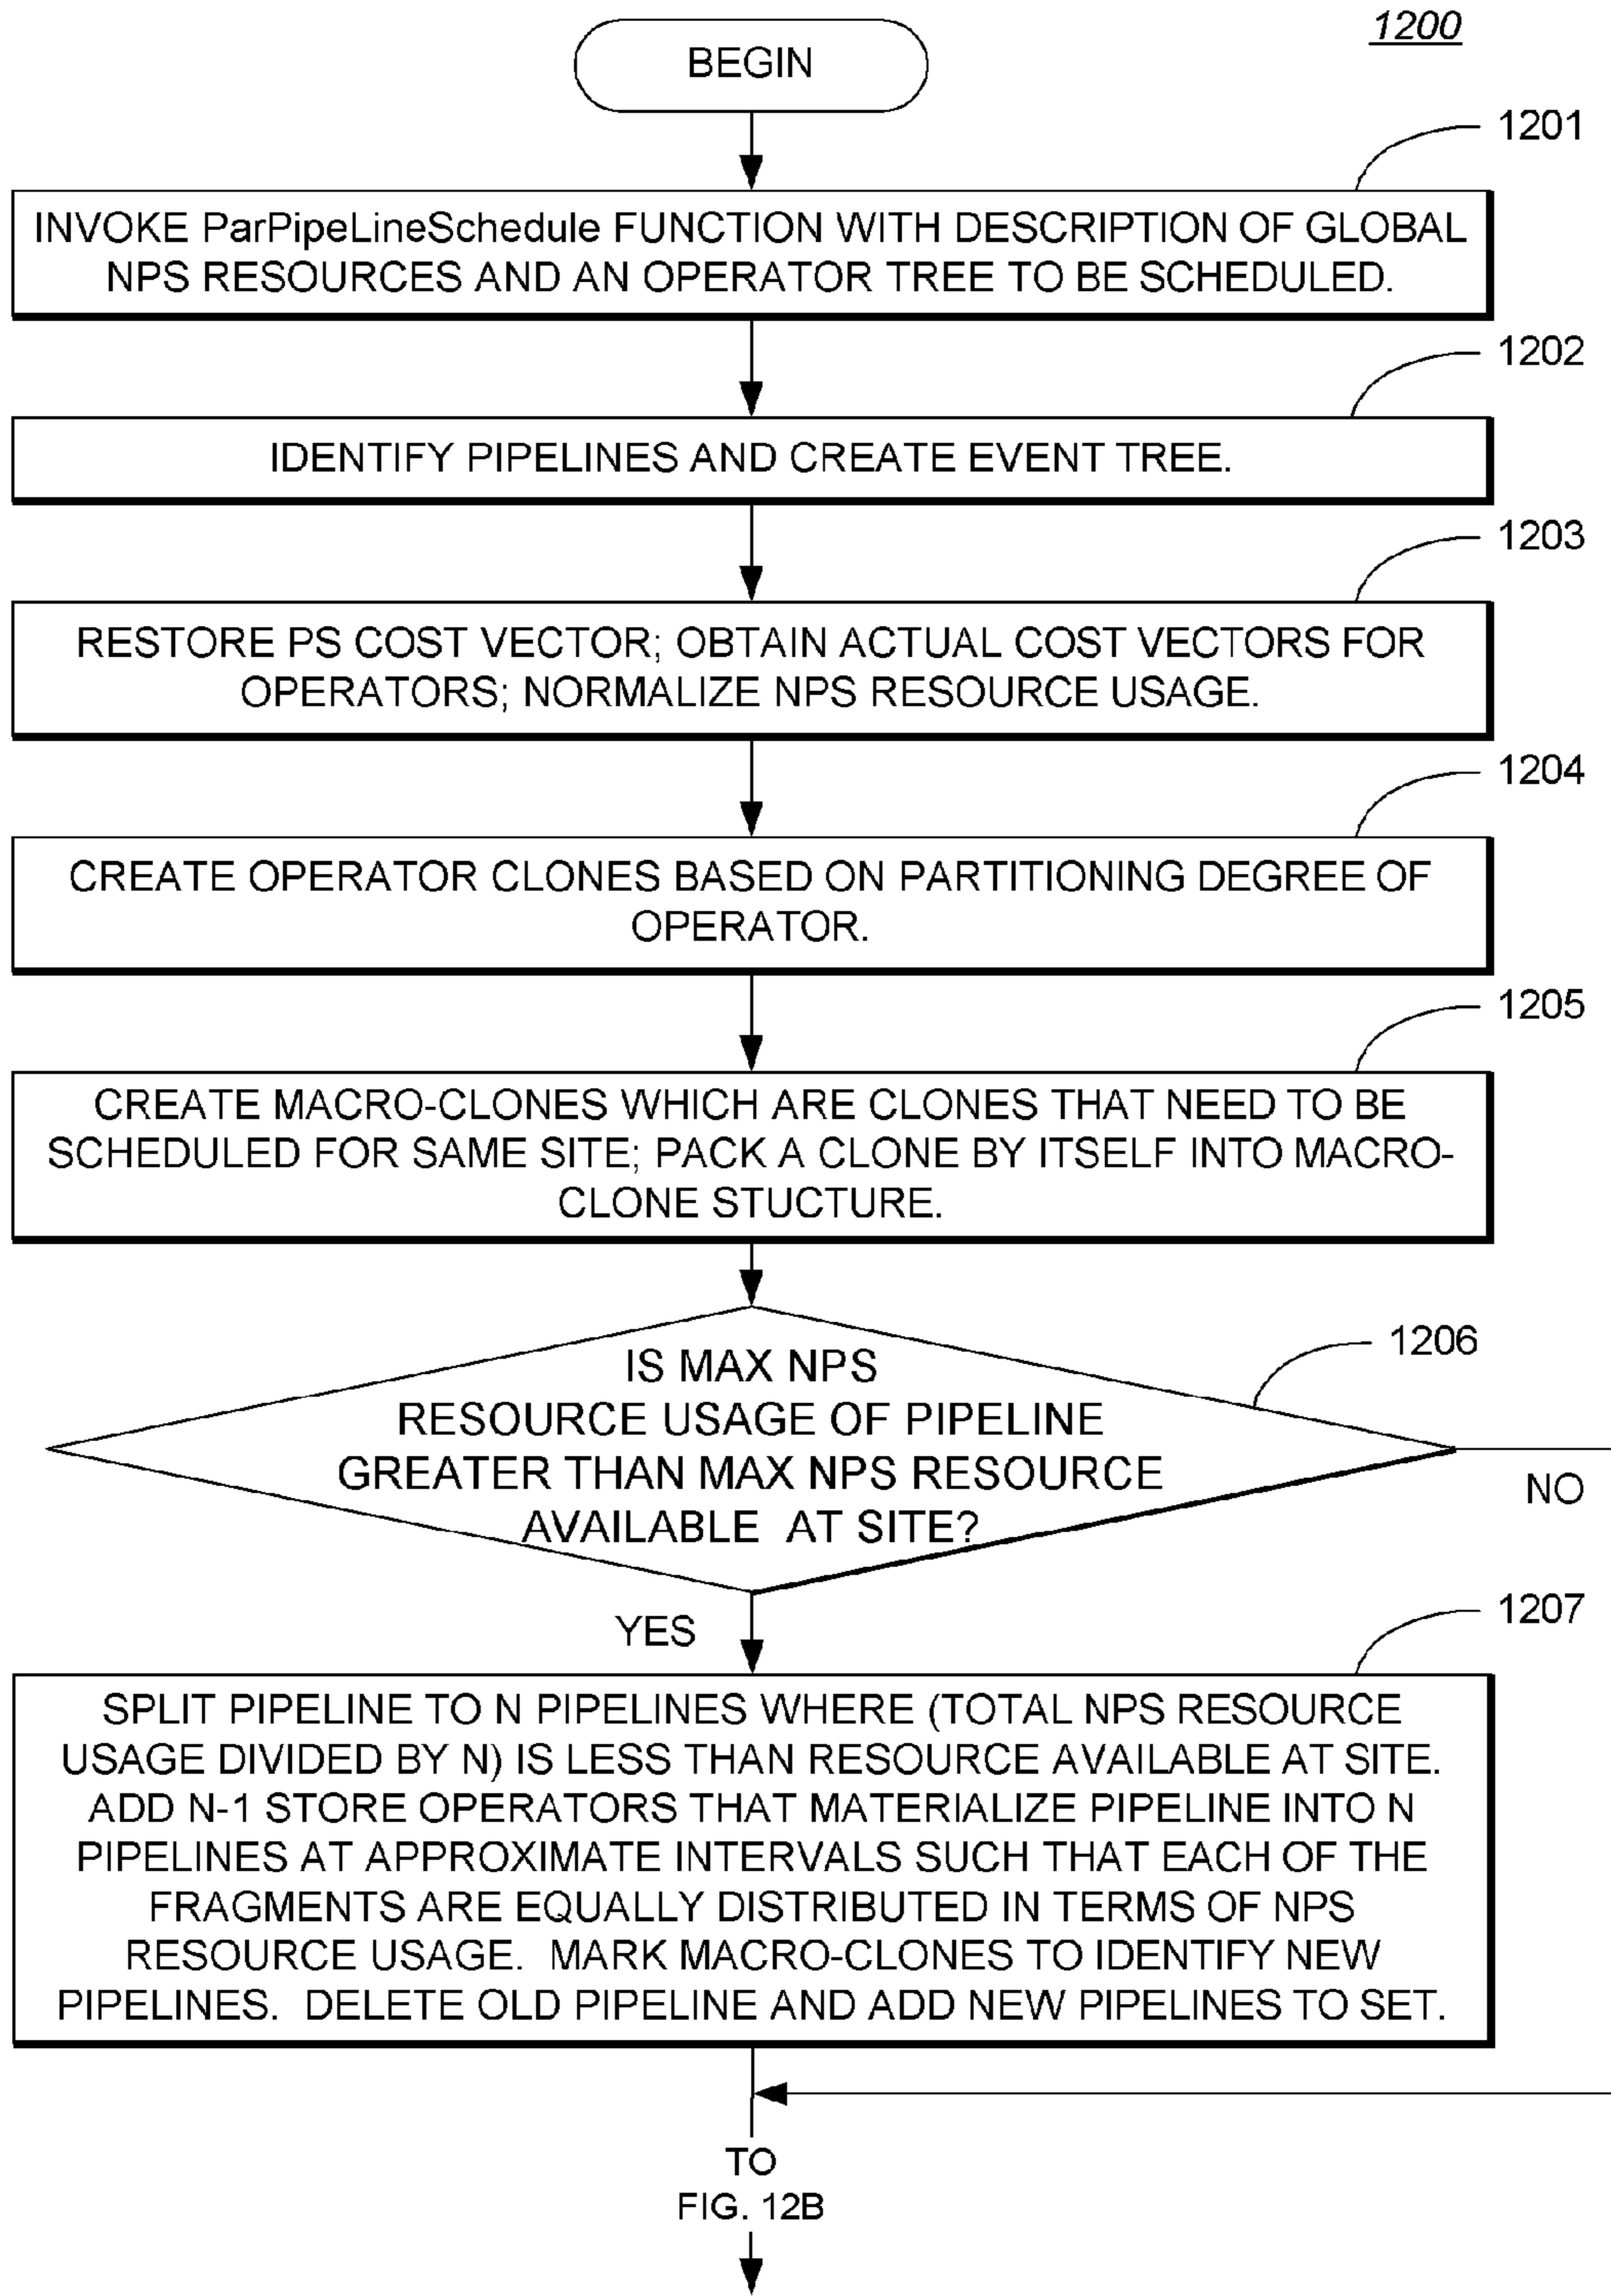 1200
BEGIN
1201
INVOKE ParPipeLineSchedule FUNCTION WITH DESCRIPTION OF GLOBAL
NPS RESOURCES AND AN OPERATOR TREE TO BE SCHEDULED.
1202
IDENTIFY PIPELINES AND CREATE EVENT TREE.
1203
RESTORE PS COST VECTOR; OBTAIN ACTUAL COST VECTORS FOR
OPERATORS; NORMALIZE NPS RESOURCE USAGE.
1204
CREATE OPERATOR CLONES BASED ON PARTITIONING DEGREE OF
OPERATOR.
1205
CREATE MACRO-CLONES WHICH ARE CLONES THAT NEED TO BE
SCHEDULED FOR SAME SITE; PACK A CLONE BY ITSELF INTO MACRO-
CLONE STUCTURE.
1206
IS MAX NPS
RESOURCE USAGE OF PIPELINE
GREATER THAN MAX NPS RESOURCE
AVAILABLE AT SITE?
NO
YES
1207
SPLIT PIPELINE TO N PIPELINES WHERE (TOTAL NPS RESOURCE
USAGE DIVIDED BY N) IS LESS THAN RESOURCE AVAILABLE AT SITE.
ADD N-1 STORE OPERATORS THAT MATERIALIZE PIPELINE INTO N
PIPELINES AT APPROXIMATE INTERVALS SUCH THAT EACH OF THE
FRAGMENTS ARE EQUALLY DISTRIBUTED IN TERMS OF NPS
RESOURCE USAGE. MARK MACRO-CLONES TO IDENTIFY NEW
PIPELINES. DELETE OLD PIPELINE AND ADD NEW PIPELINES TO SET.
TO
FIG. 12B